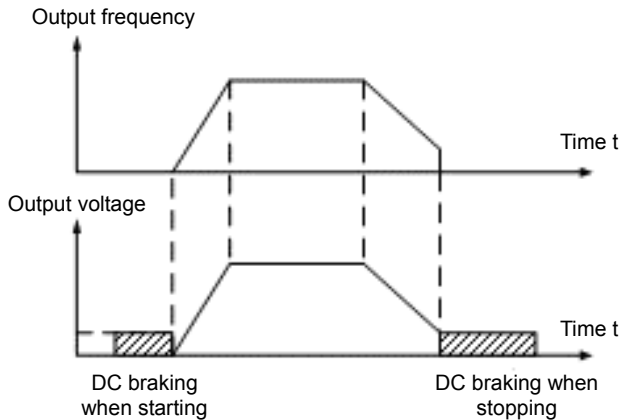 Output frequency
Time t
Output voltage
Time t
DC braking
when starting
DC braking when
stopping